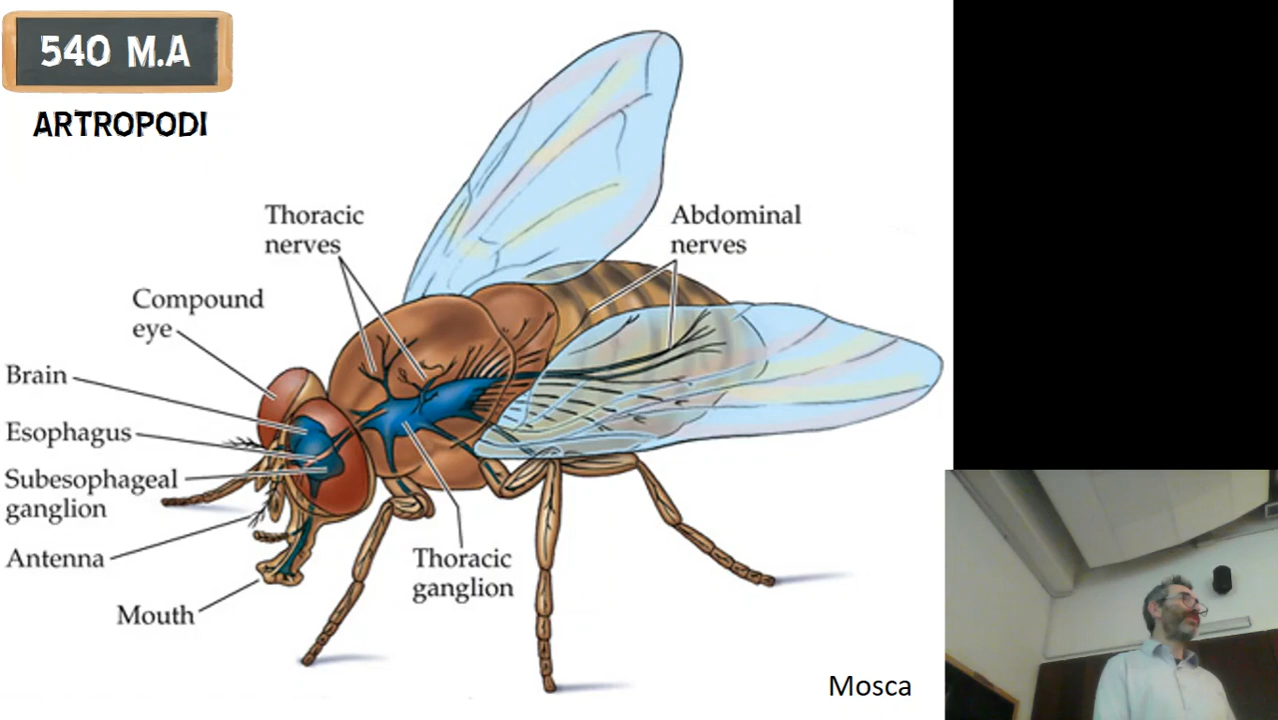 540 M.A
ARTROPODI
Thoracic
nerves
Abdominal
nerves
Compound
eye
Brain
Esophagus
Subesophageal
ganglion
Antenna
Mouth
Thoracic
ganglion
Mosca